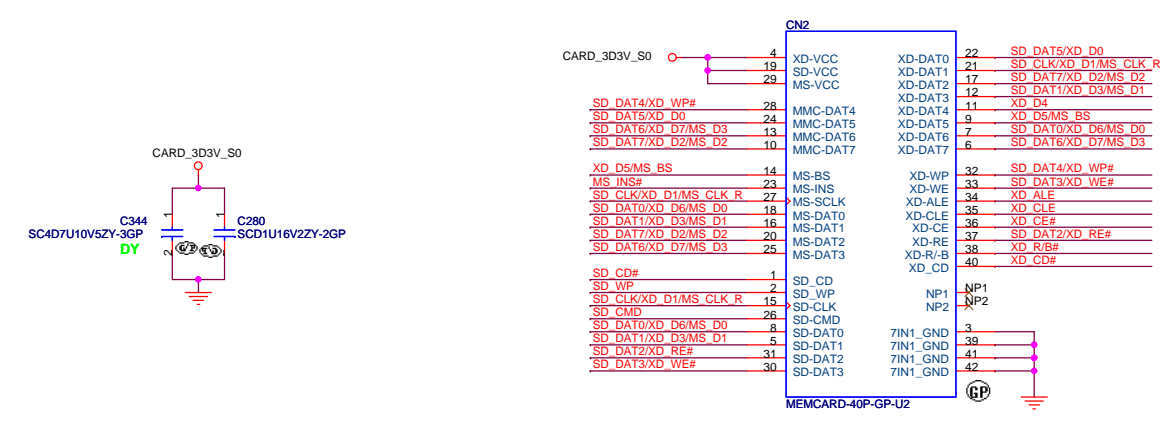 CARD_3D3V_S0
1
1
C344
SC4D7U10V5ZY-3GP
DY
2
C280
SCD1U16V2ZY-2GP
GP
CN2
CARD_3D3V_S0
4 XD-VCC
19 SD-VCC
29 MS-VCC
SD_DAT4/XD_WP# 28 MMC-DAT4
SD_DAT5/XD_D0 24 MMC-DAT5
SD_DAT6/XD_D7/MS_D3 13 MMC-DAT6
SD_DAT7/XD_D2/MS_D2 10 MMC-DAT7
XD_D5/MS_BS 14 MS-BS
MS_INS# 23 MS-INS
SD_CLK/XD_D1/MS_CLK_R 27 MS-SCLK
SD_DAT0/XD_D6/MS_D0 18 MS-DAT0
SD_DAT1/XD_D3/MS_D1 16 MS-DAT1
SD_DAT7/XD_D2/MS_D2 20 MS-DAT2
SD_DAT6/XD_D7/MS_D3 25 MS-DAT3
SD_CD# 1 SD_CD
SD_WP 2 SD_WP
SD_CLK/XD_D1/MS_CLK_R 15 SD-CLK
SD_CMD 26 SD-CMD
SD_DAT0/XD_D6/MS_D0 8 SD-DAT0
SD_DAT1/XD_D3/MS_D1 5 SD-DAT1
SD_DAT2/XD_RE# 31 SD-DAT2
SD_DAT3/XD_WE# 30 SD-DAT3
XD-DAT0 22 SD_DAT5/XD_D0
XD-DAT1 21 SD_CLK/XD_D1/MS_CLK_R
XD-DAT2 17 SD_DAT7/XD_D2/MS_D2
XD-DAT3 12 SD_DAT1/XD_D3/MS_D1
XD-DAT4 11 XD_D4
XD-DAT5 9 XD_D5/MS_BS
XD-DAT6 7 SD_DAT0/XD_D6/MS_D0
XD-DAT7 6 SD_DAT6/XD_D7/MS_D3
XD-WP 32 SD_DAT4/XD_WP#
XD-WE 33 SD_DAT3/XD_WE#
XD-ALE 34 XD_ALE
XD-CLE 35 XD_CLE
XD-CE 36 XD_CE#
XD-RE 37 SD_DAT2/XD_RE#
XD-R/-B 38 XD_R/B#
XD_CD 40 XD_CD#
NP1 NP1
NP2 NP2
7IN1_GND 3
7IN1_GND 39
7IN1_GND 41
7IN1_GND 42
GP
MEMCARD-40P-GP-U2